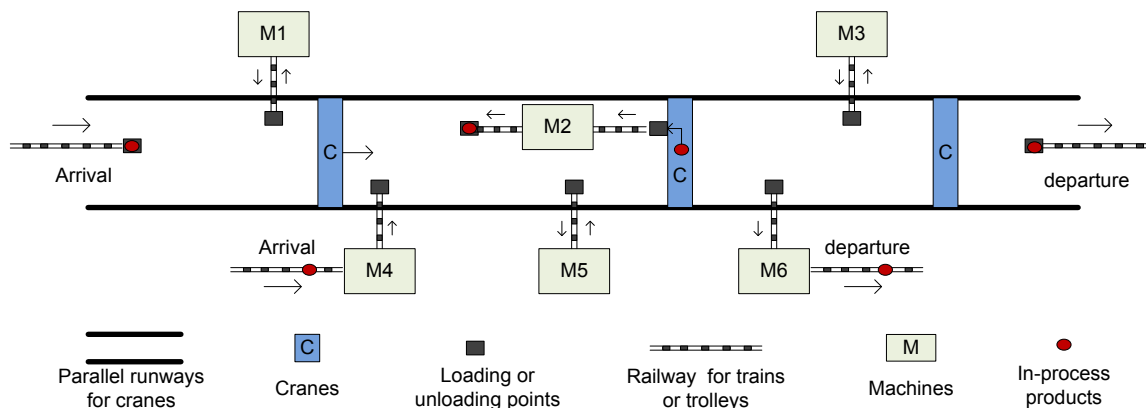 M1
M3
M2
C
C
C
Arrival
departure
Arrival
departure
M4
M5
M6
C
M
Parallel runways
for cranes
Cranes
Loading or
unloading points
Railway for trains
or trolleys
Machines
In-process
products